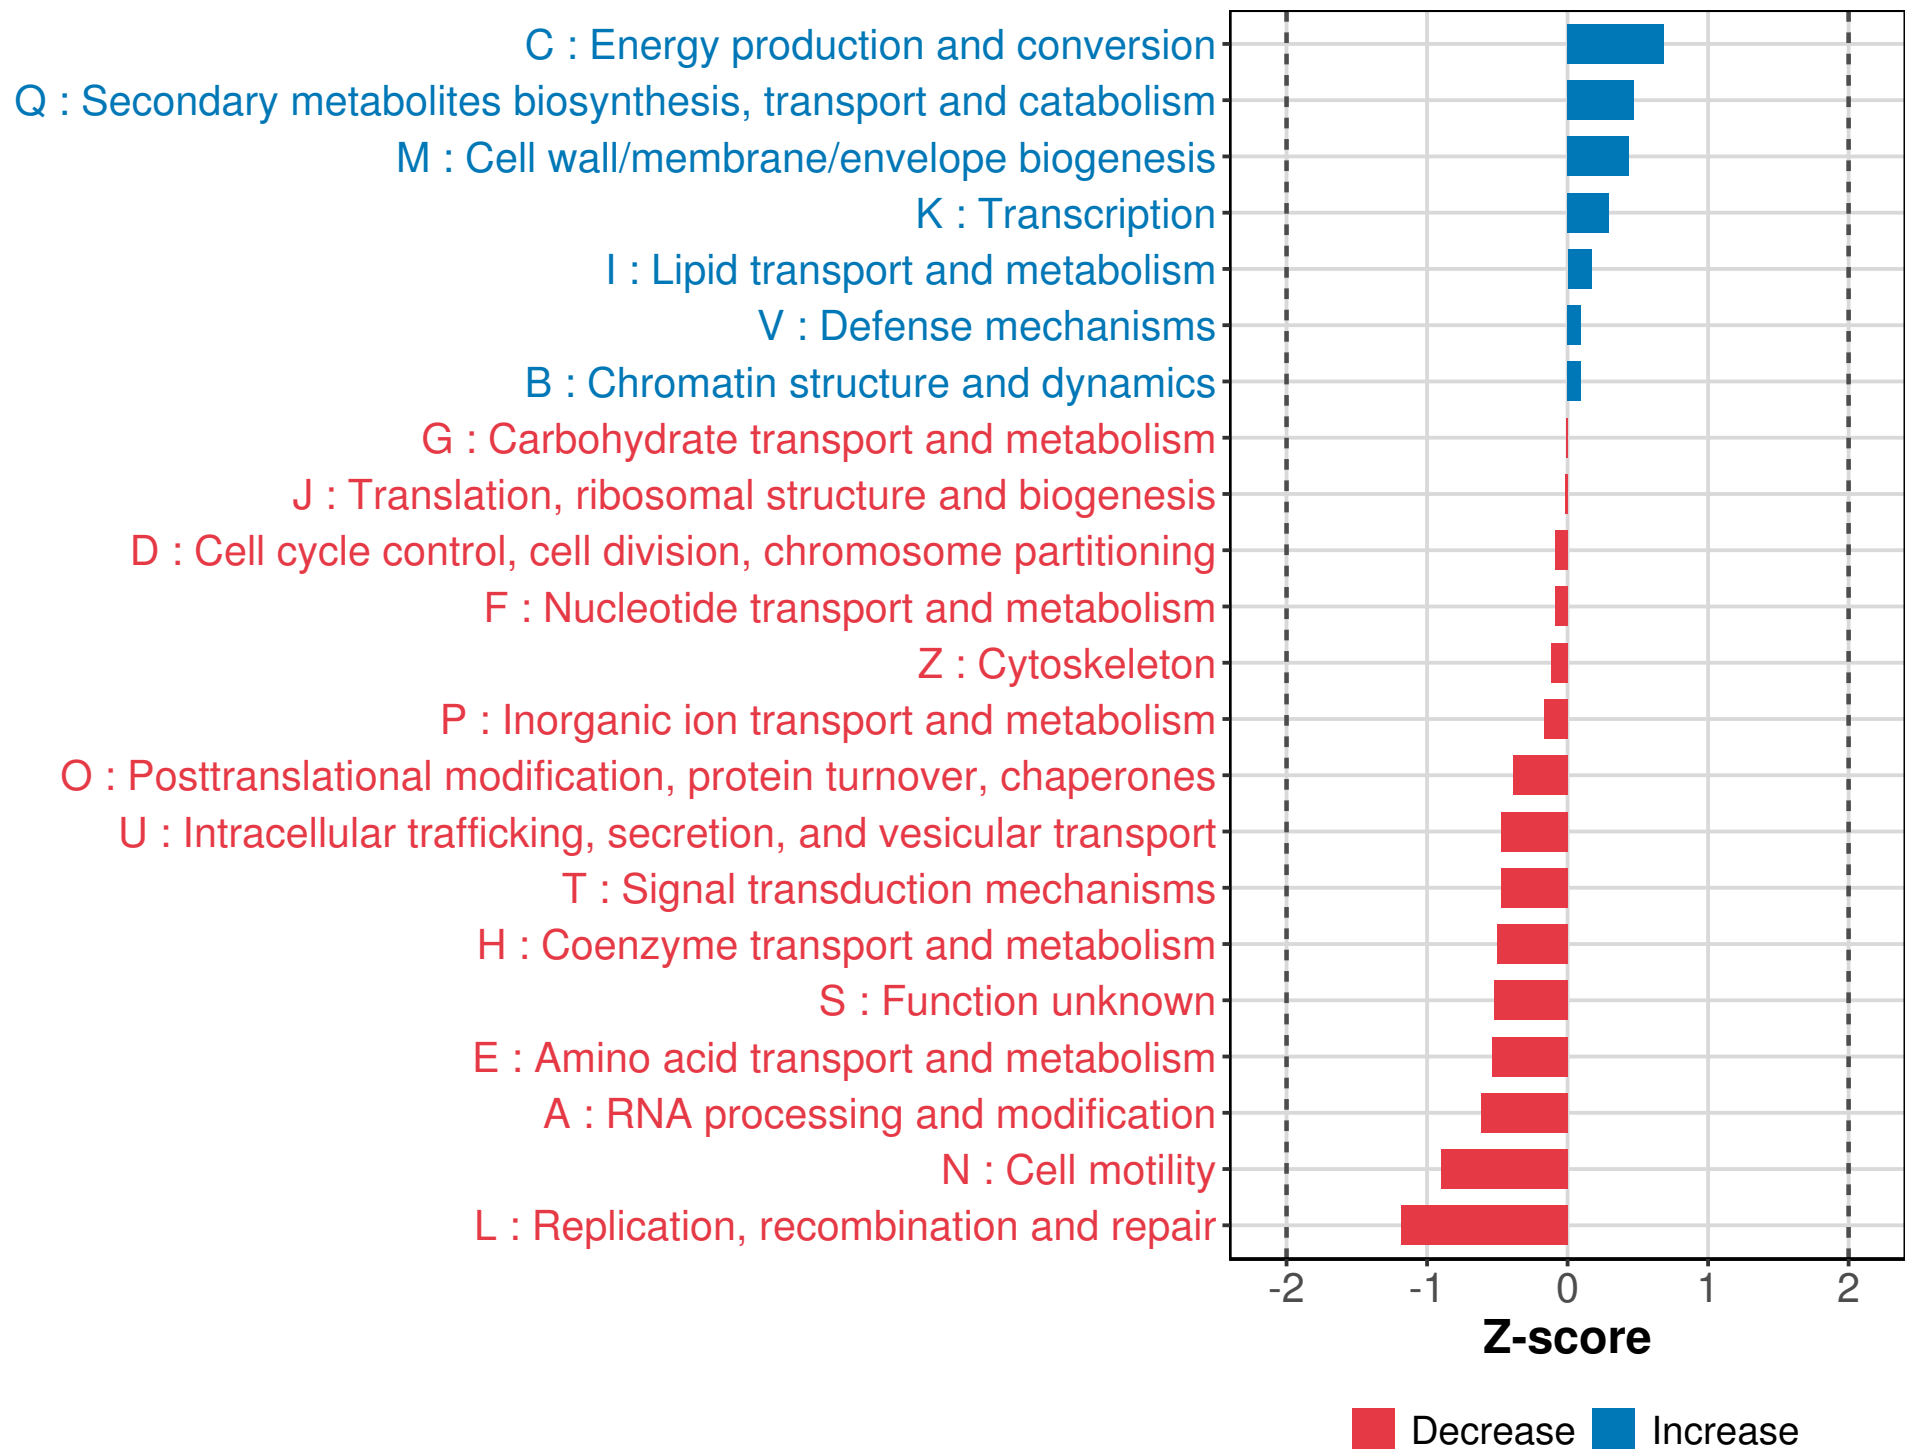 C : Energy production and conversion
Q : Secondary metabolites biosynthesis, transport and catabolism
M : Cell wall/membrane/envelope biogenesis
K : Transcription
I : Lipid transport and metabolism
V : Defense mechanisms
B : Chromatin structure and dynamics
G : Carbohydrate transport and metabolism
J : Translation, ribosomal structure and biogenesis
D : Cell cycle control, cell division, chromosome partitioning
F : Nucleotide transport and metabolism
Z : Cytoskeleton
P : Inorganic ion transport and metabolism
O : Posttranslational modification, protein turnover, chaperones
U : Intracellular trafficking, secretion, and vesicular transport
T : Signal transduction mechanisms
H : Coenzyme transport and metabolism
S : Function unknown
E : Amino acid transport and metabolism
A : RNA processing and modification
N : Cell motility
L : Replication, recombination and repair
-2 -1 0 1 2
Z-score
Decrease Increase